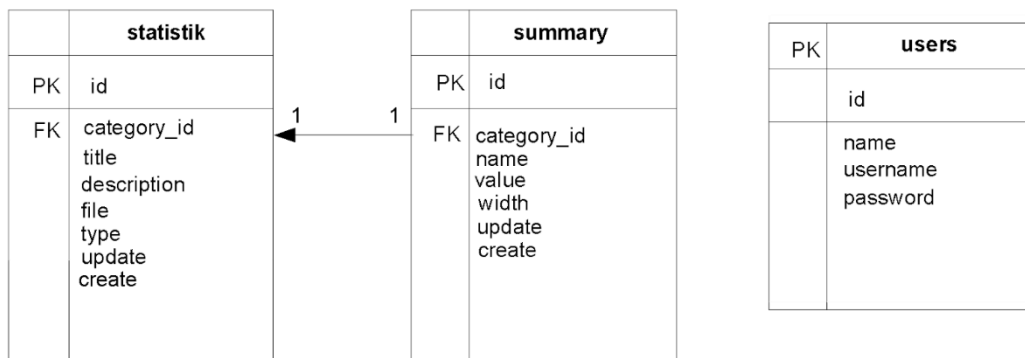 statistik
PK id
FK category_id
title
description
file
type
update
create
1 1
summary
PK id
FK category_id
name
value
width
update
create
PK users
id
name
username
password